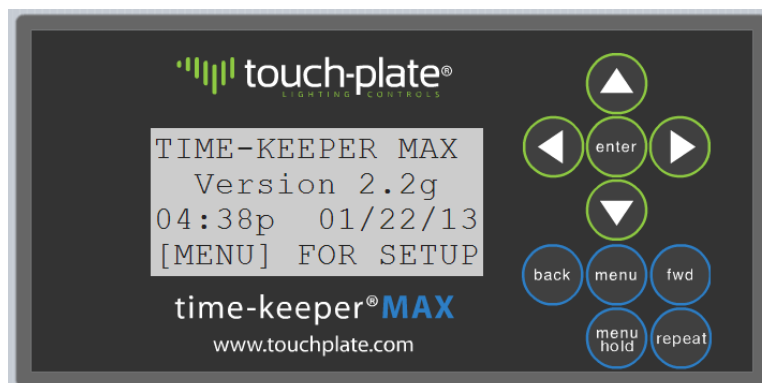 touch-plate®
LIGHTING CONTROLS
TIME-KEEPER MAX
Version 2.2g
04:38p 01/22/13
[MENU] FOR SETUP
time-keeper®MAX
www.touchplate.com
enter
back
menu
fwd
menu
hold
repeat